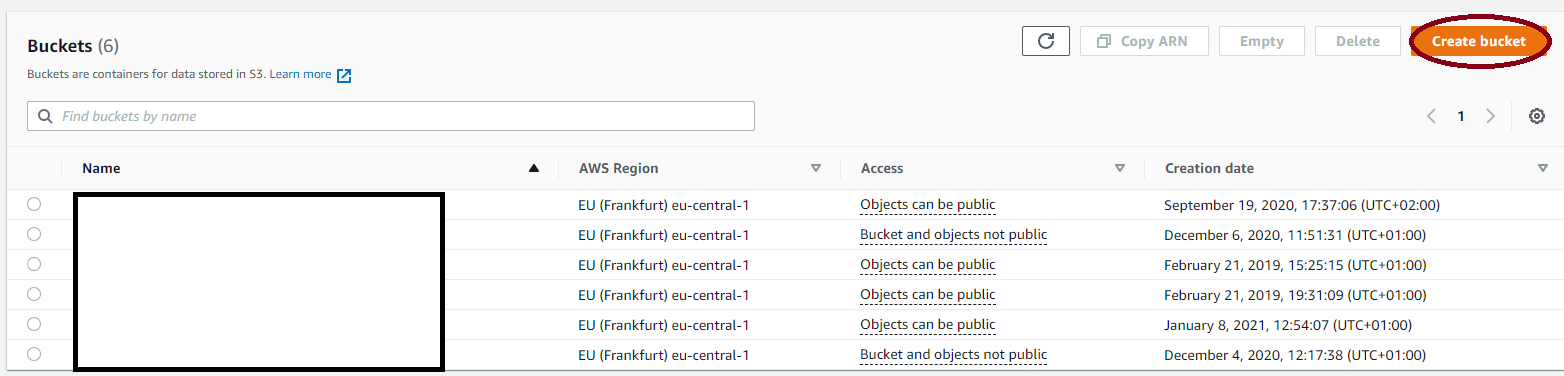 Buckets (6)
Copy ARN
Empty
Delete
Create bucket
Buckets are containers for data stored in S3. Learn more
Find buckets by name
1
Name AWS Region Access Creation date
EU (Frankfurt) eu-central-1 Objects can be public September 19, 2020, 17:37:06 (UTC+02:00)
EU (Frankfurt) eu-central-1 Bucket and objects not public December 6, 2020, 11:51:31 (UTC+01:00)
EU (Frankfurt) eu-central-1 Objects can be public February 21, 2019, 15:25:15 (UTC+01:00)
EU (Frankfurt) eu-central-1 Objects can be public February 21, 2019, 19:31:09 (UTC+01:00)
EU (Frankfurt) eu-central-1 Objects can be public January 8, 2021, 12:54:07 (UTC+01:00)
EU (Frankfurt) eu-central-1 Bucket and objects not public December 4, 2020, 12:17:38 (UTC+01:00)